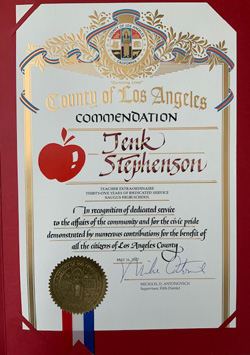 County of Los Angeles
COMMENDATION
Jenk
Stephenson
TEACHER EXTRAORDINAIRE
THIRTY-FIVE YEARS OF DEDICATED SERVICE
SAUGUS HIGH SCHOOL
In recognition of dedicated service
to the affairs of the community and for the civic pride
demonstrated by numerous contributions for the benefit of
all the citizens of Los Angeles County
MICHAEL D. ANTONOVICH
Supervisor, Fifth District